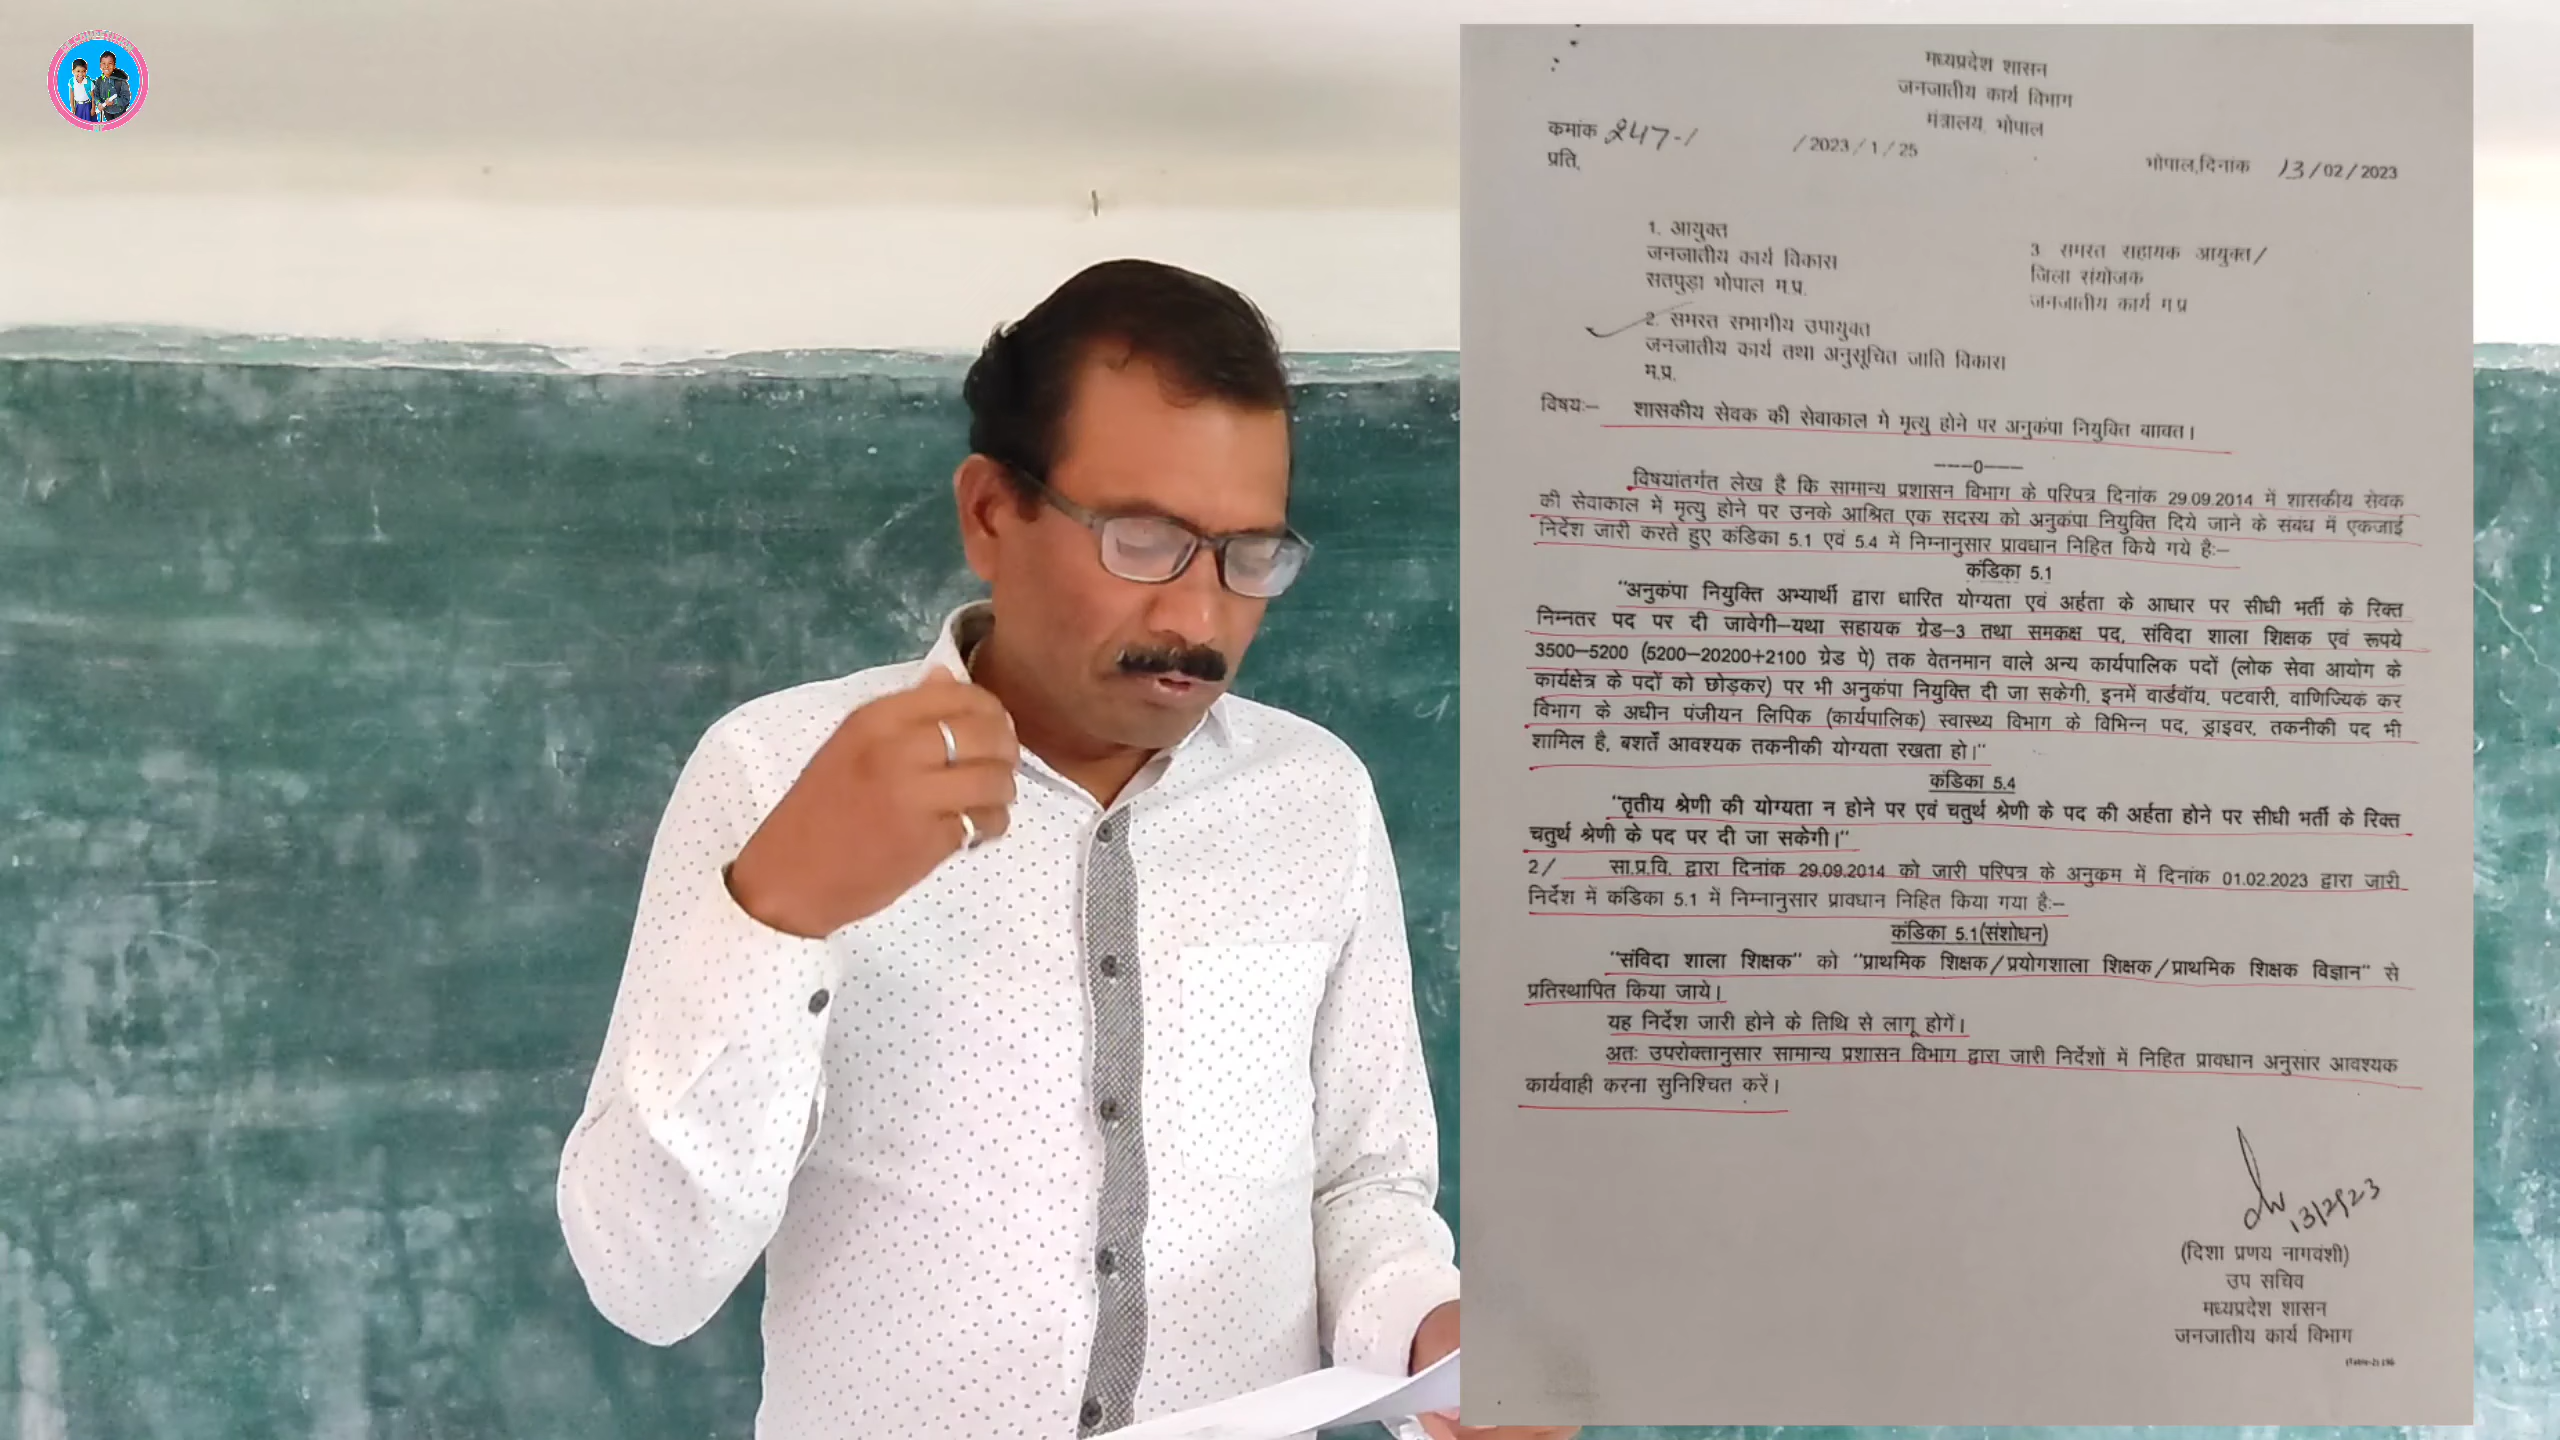 मध्यप्रदेश शासन
जनजातीय कार्य विभाग
मंत्रालय, भोपाल
कमांक 247-1 /2023/1/25
भोपाल,दिनांक 13/02/2023
प्रति,
1. आयुक्त
जनजातीय कार्य विकास
सतपुड़ा भोपाल म.प्र.
2. समस्त सभागीय उपायुक्त
जनजातीय कार्य तथा अनुसूचित जाति विकास
म.प्र.
3 समस्त सहायक आयुक्त/
जिला संयोजक
जनजातीय कार्य म.प्र
विषयः– शासकीय सेवक की सेवाकाल मे मृत्यु होने पर अनुकंपा नियुक्ति बाावत।
–––0–––
विषयांतर्गत लेख है कि सामान्य प्रशासन विभाग के परिपत्र दिनांक 29.09.2014 में शासकीय सेवक
की सेवाकाल में मृत्यु होने पर उनके आश्रित एक सदस्य को अनुकंपा नियुक्ति दिये जाने के संबध में एकजाई
निर्देश जारी करते हुए कंडिका 5.1 एवं 5.4 में निम्नानुसार प्रावधान निहित किये गये हैः–
कंडिका 5.1
"अनुकंपा नियुक्ति अभ्यार्थी द्वारा धारित योग्यता एवं अर्हता के आधार पर सीधी भर्ती के रिक्त
निम्नतर पद पर दी जावेगी–यथा सहायक ग्रेड–3 तथा समकक्ष पद, संविदा शाला शिक्षक एवं रूपये
3500–5200 (5200–20200+2100 ग्रेड पे) तक वेतनमान वाले अन्य कार्यपालिक पदों (लोक सेवा आयोग के
कार्यक्षेत्र के पदों को छोड़कर) पर भी अनुकंपा नियुक्ति दी जा सकेगी, इनमें वार्डवॉय, पटवारी, वाणिज्यिक कर
विभाग के अधीन पंजीयन लिपिक (कार्यपालिक) स्वास्थ्य विभाग के विभिन्न पद, ड्राइवर, तकनीकी पद भी
शामिल है, बशर्तें आवश्यक तकनीकी योग्यता रखता हो।"
कंडिका 5.4
"तृतीय श्रेणी की योग्यता न होने पर एवं चतुर्थ श्रेणी के पद की अर्हता होने पर सीधी भर्ती के रिक्त
चतुर्थ श्रेणी के पद पर दी जा सकेगी।"
2/ सा.प्र.वि. द्वारा दिनांक 29.09.2014 को जारी परिपत्र के अनुकम में दिनांक 01.02.2023 द्वारा जारी
निर्देश में कंडिका 5.1 में निम्नानुसार प्रावधान निहित किया गया हैः–
कंडिका 5.1(संशोधन)
"संविदा शाला शिक्षक" को "प्राथमिक शिक्षक/प्रयोगशाला शिक्षक/प्राथमिक शिक्षक विज्ञान" से
प्रतिस्थापित किया जाये।
यह निर्देश जारी होने के तिथि से लागू होगें।
अतः उपरोक्तानुसार सामान्य प्रशासन विभाग द्वारा जारी निर्देशों में निहित प्रावधान अनुसार आवश्यक
कार्यवाही करना सुनिश्चित करें।
13/2/23
(दिशा प्रणय नागवंशी)
उप सचिव
मध्यप्रदेश शासन
जनजातीय कार्य विभाग